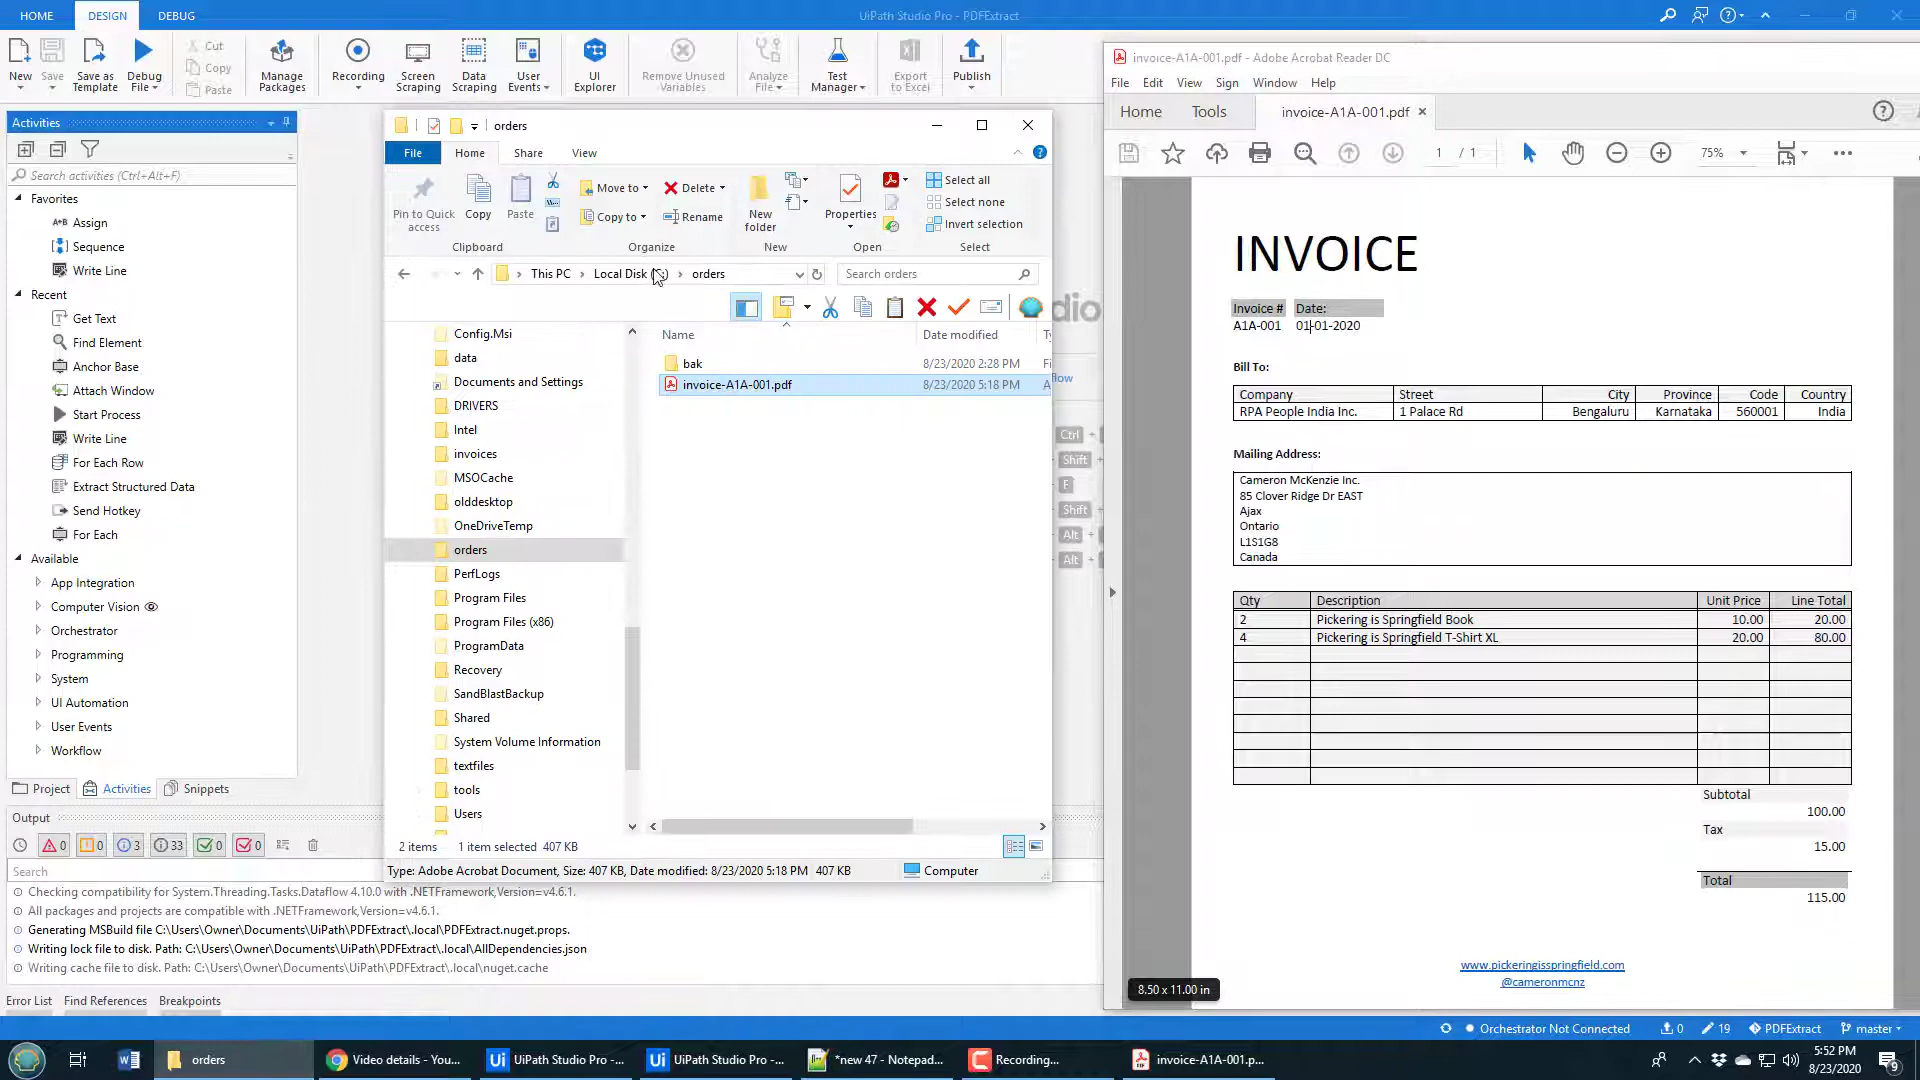 HOME DESIGN DEBUG
UiPath Studio Pro - PDFExtract
New Save Save as Template Debug File
Cut
Copy
Paste
Manage Packages
Recording
Screen Scraping
Data Scraping
User Events
UI Explorer
Remove Unused Variables
Analyze File
Test Manager
Export to Excel
Publish
Activities
Search activities (Ctrl+Alt+F)
Favorites
Assign
Sequence
Write Line
Recent
Get Text
Find Element
Anchor Base
Attach Window
Start Process
Write Line
For Each Row
Extract Structured Data
Send Hotkey
For Each
Available
App Integration
Computer Vision
Orchestrator
Programming
System
UI Automation
User Events
Workflow
Project Activities Snippets
Output
0 0 3 33 0 0
Search
Checking compatibility for System.Threading.Tasks.Dataflow 4.10.0 with .NETFramework,Version=v4.6.1.
All packages and projects are compatible with .NETFramework,Version=v4.6.1.
Generating MSBuild file C:\Users\Owner\Documents\UiPath\PDFExtract\.local\PDFExtract.nuget.props.
Writing lock file to disk. Path: C:\Users\Owner\Documents\UiPath\PDFExtract\.local\AllDependencies.json
Writing cache file to disk. Path: C:\Users\Owner\Documents\UiPath\PDFExtract\.local\nuget.cache
Error List Find References Breakpoints
orders
File Home Share View
Pin to Quick access
Copy
Paste
Clipboard
Move to
Copy to
Delete
Rename
Organize
New folder
New
Properties
Open
Select all
Select none
Invert selection
Select
This PC Local Disk orders
Search orders
dio
Config.Msi
data
Documents and Settings
DRIVERS
Intel
invoices
MSOCache
olddesktop
OneDriveTemp
orders
PerfLogs
Program Files
Program Files (x86)
ProgramData
Recovery
SandBlastBackup
Shared
System Volume Information
textfiles
tools
Users
Name Date modified
bak 8/23/2020 2:28 PM
invoice-A1A-001.pdf 8/23/2020 5:18 PM
flow
Ctrl +
Shift +
F
Shift +
Alt +
Alt +
2 items 1 item selected 407 KB
Type: Adobe Acrobat Document, Size: 407 KB, Date modified: 8/23/2020 5:18 PM 407 KB Computer
invoice-A1A-001.pdf - Adobe Acrobat Reader DC
File Edit View Sign Window Help
Home Tools invoice-A1A-001.pdf
1 / 1 75%
INVOICE
Invoice # Date:
A1A-001 01-01-2020
Bill To:
Company Street City Province Code Country
RPA People India Inc. 1 Palace Rd Bengaluru Karnataka 560001 India
Mailing Address:
Cameron McKenzie Inc.
85 Clover Ridge Dr EAST
Ajax
Ontario
L1S1G8
Canada
Qty Description Unit Price Line Total
2 Pickering is Springfield Book 10.00 20.00
4 Pickering is Springfield T-Shirt XL 20.00 80.00
Subtotal
100.00
Tax
15.00
Total
115.00
www.pickeringisspringfield.com
@cameronmcnz
8.50 x 11.00 in
Orchestrator Not Connected 0 19 PDFExtract master
orders
Video details - You...
UiPath Studio Pro -...
UiPath Studio Pro -...
*new 47 - Notepad...
Recording...
invoice-A1A-001.p...
5:52 PM
8/23/2020
9